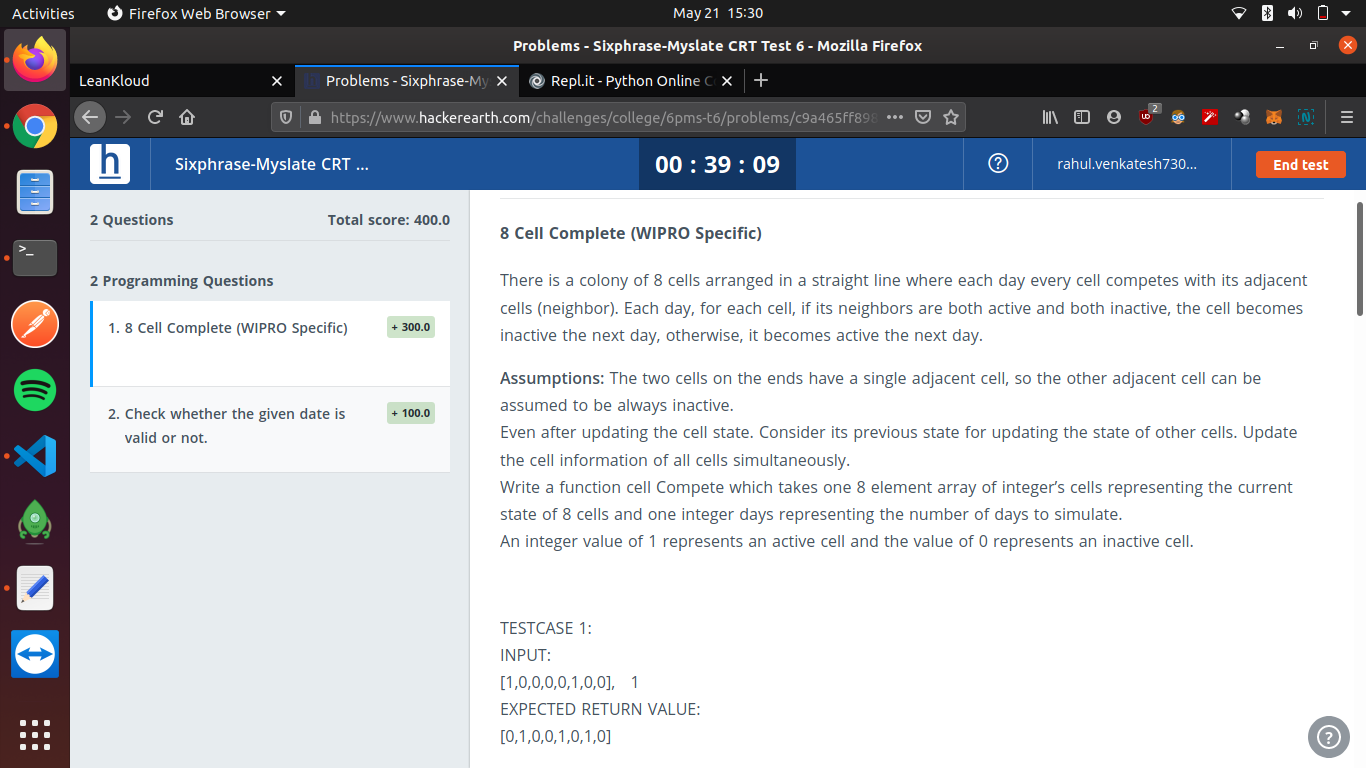 Activities Firefox Web Browser May 21 15:30
Problems - Sixphrase-Myslate CRT Test 6 - Mozilla Firefox
LeanKloud Problems - Sixphrase-My Repl.it - Python Online C
https://www.hackerearth.com/challenges/college/6pms-t6/problems/c9a465ff898 2
h Sixphrase-Myslate CRT ... 00 : 39 : 09 rahul.venkatesh730... End test
2 Questions Total score: 400.0
2 Programming Questions
1. 8 Cell Complete (WIPRO Specific) + 300.0
2. Check whether the given date is + 100.0
valid or not.
8 Cell Complete (WIPRO Specific)
There is a colony of 8 cells arranged in a straight line where each day every cell competes with its adjacent
cells (neighbor). Each day, for each cell, if its neighbors are both active and both inactive, the cell becomes
inactive the next day, otherwise, it becomes active the next day.
Assumptions: The two cells on the ends have a single adjacent cell, so the other adjacent cell can be
assumed to be always inactive.
Even after updating the cell state. Consider its previous state for updating the state of other cells. Update
the cell information of all cells simultaneously.
Write a function cell Compete which takes one 8 element array of integer’s cells representing the current
state of 8 cells and one integer days representing the number of days to simulate.
An integer value of 1 represents an active cell and the value of 0 represents an inactive cell.
TESTCASE 1:
INPUT:
[1,0,0,0,0,1,0,0], 1
EXPECTED RETURN VALUE:
[0,1,0,0,1,0,1,0]